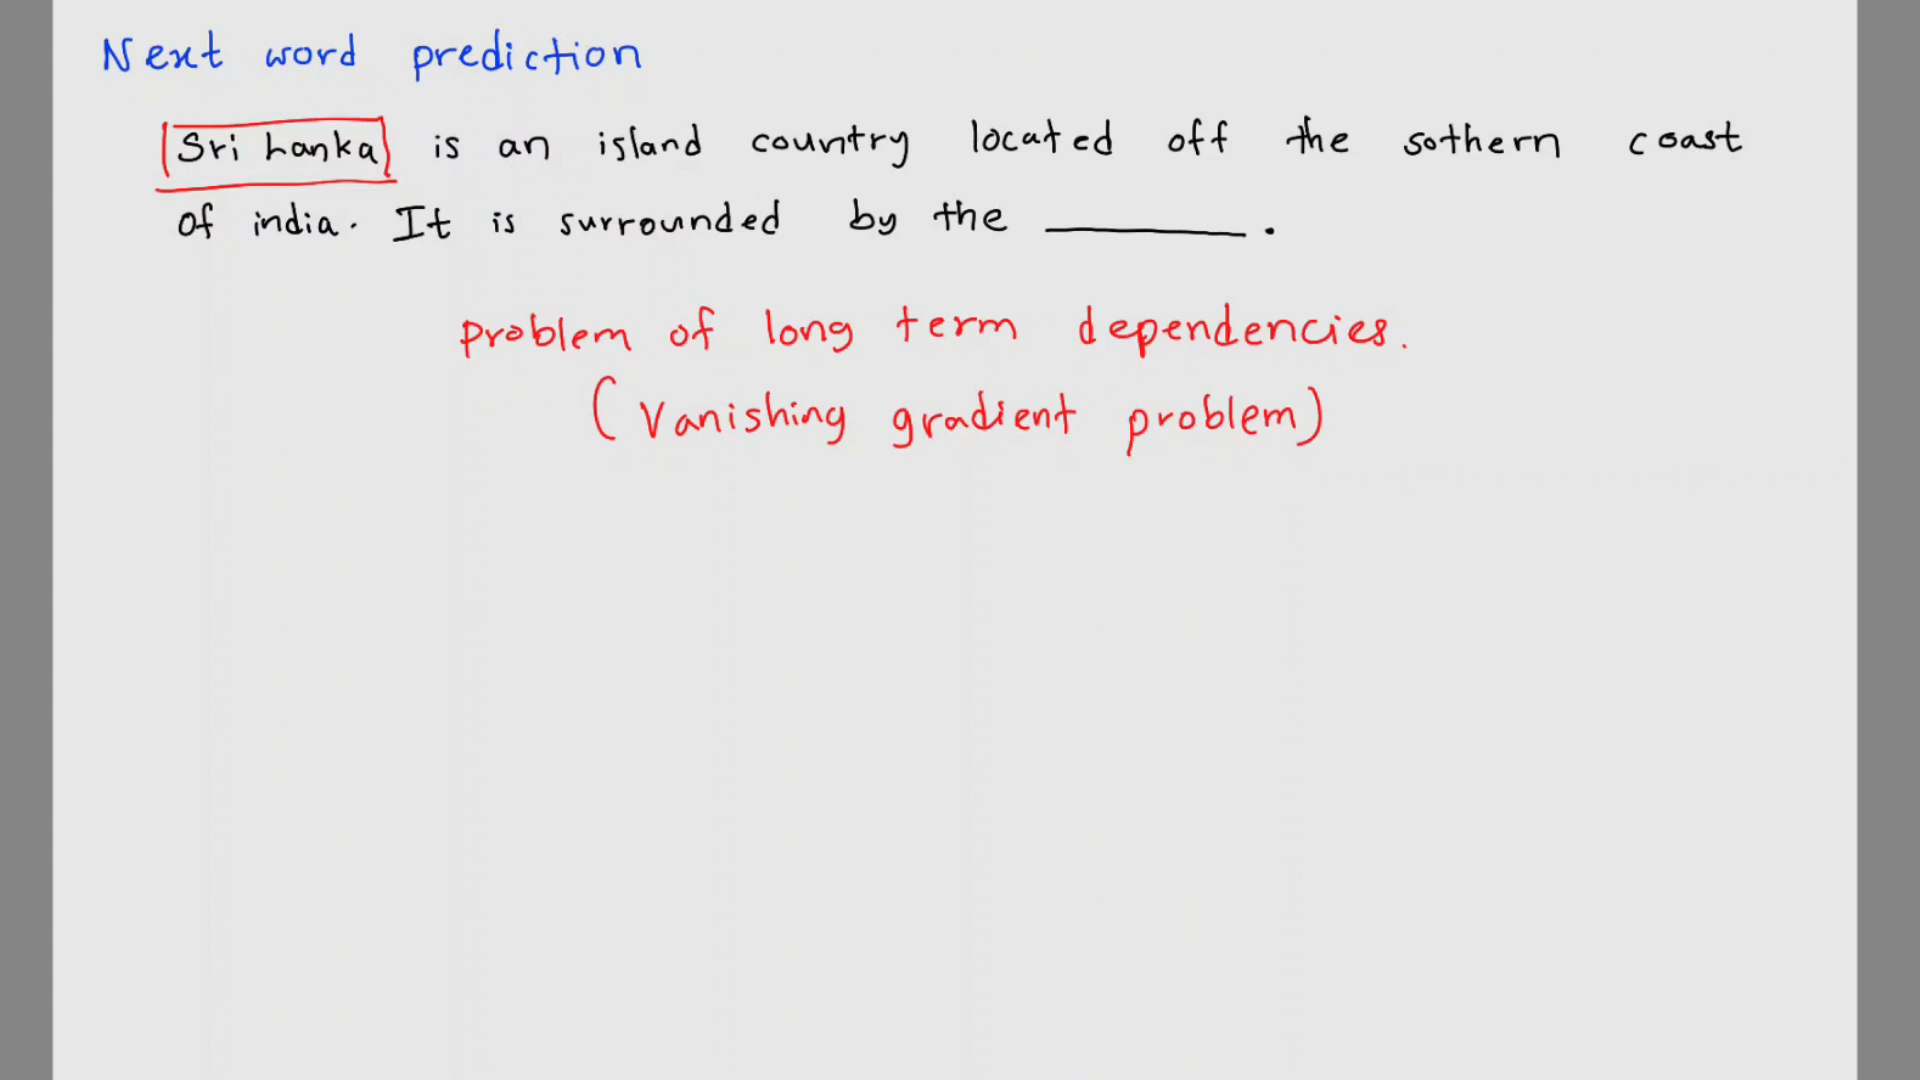 Next word prediction
Sri Lanka is an island country located off the sothern coast
of india. It is surrounded by the ________.
problem of long term dependencies.
(Vanishing gradient problem)